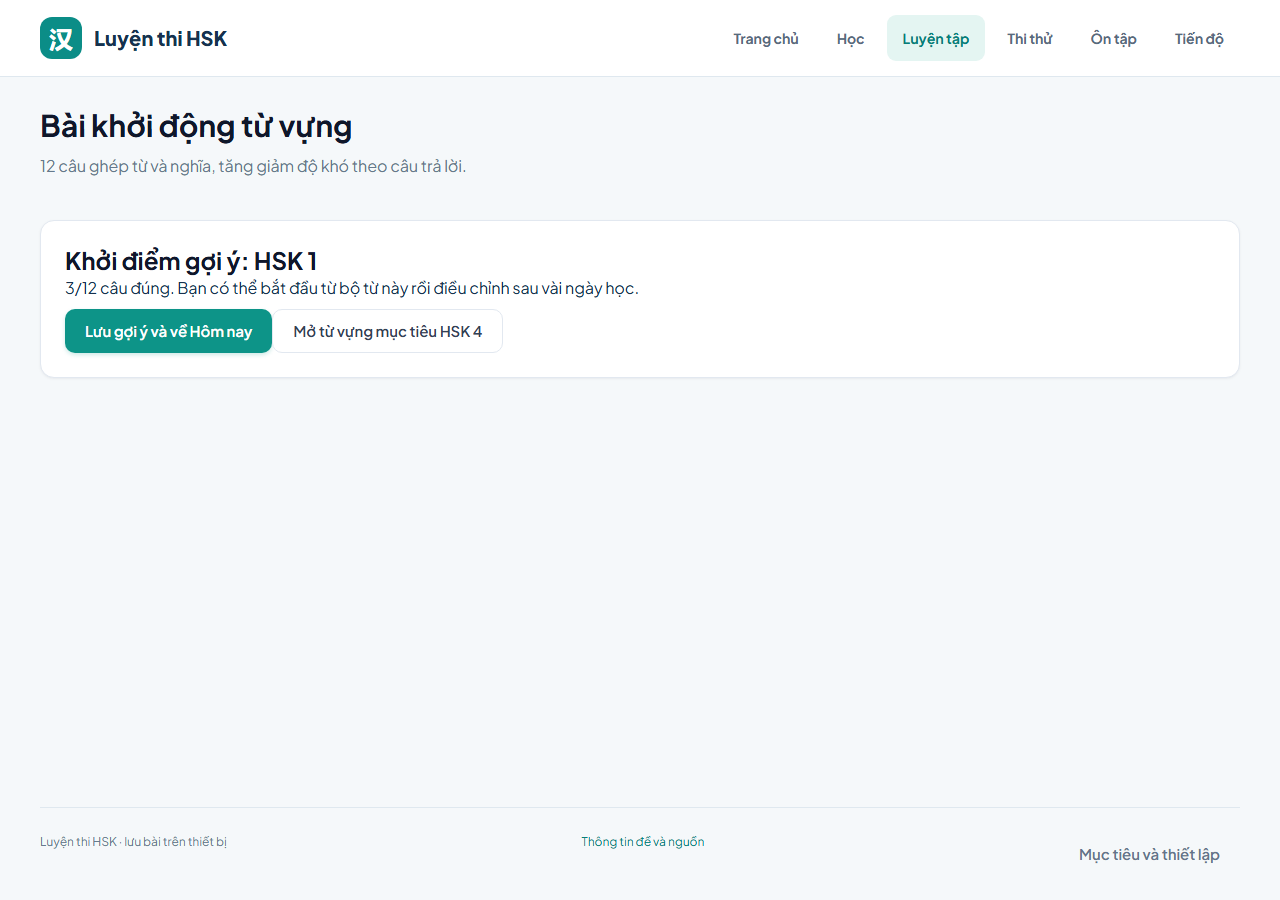 汉 Luyện thi HSK Trang chủ Học Luyện tập Thi thử Ôn tập Tiến độ
Bài khởi động từ vựng
12 câu ghép từ và nghĩa, tăng giảm độ khó theo câu trả lời.
Khởi điểm gợi ý: HSK 1
3/12 câu đúng. Bạn có thể bắt đầu từ bộ từ này rồi điều chỉnh sau vài ngày học.
Lưu gợi ý và về Hôm nay Mở từ vựng mục tiêu HSK 4
Luyện thi HSK · lưu bài trên thiết bị Thông tin đề và nguồn
Mục tiêu và thiết lập